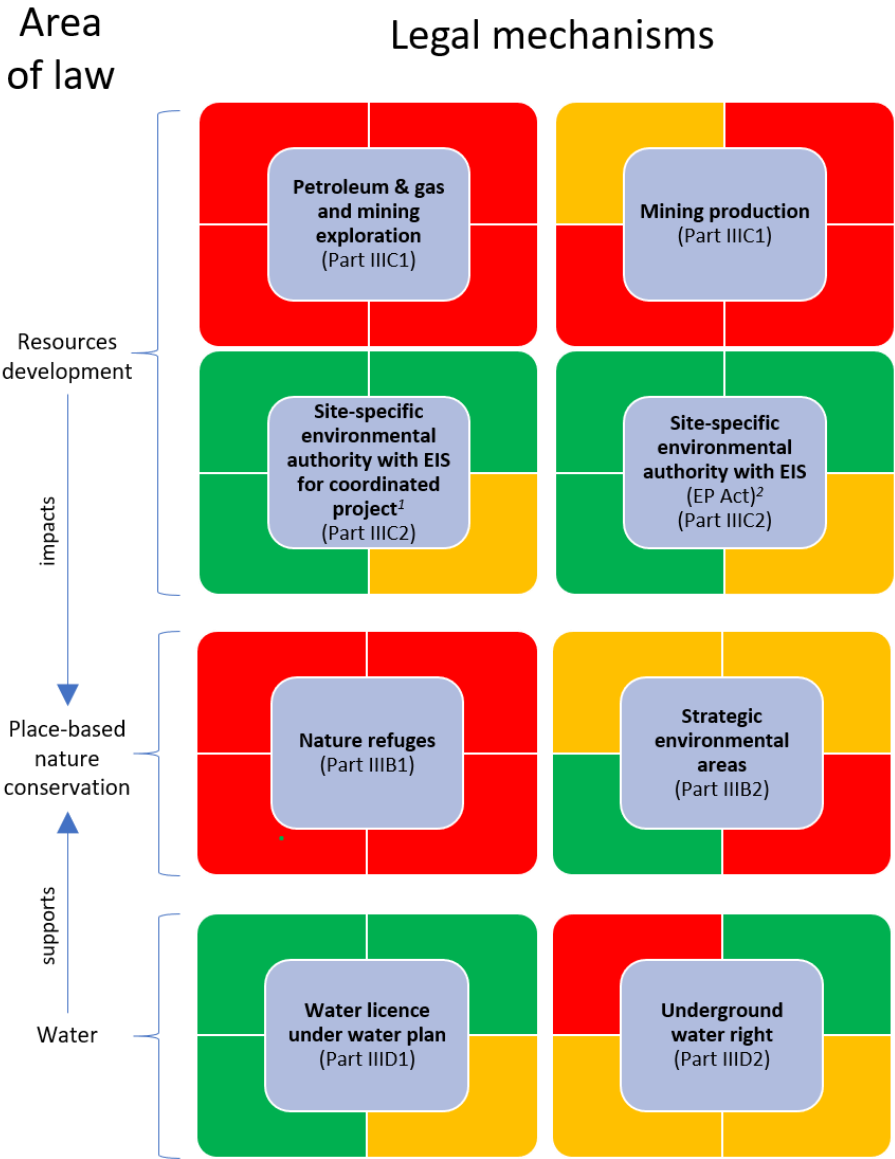 Area
of law
Legal mechanisms
Petroleum & gas
and mining
exploration
(Part IIIC1)
Mining production
(Part IIIC1)
Resources
development
Site-specific
environmental
authority with EIS
for coordinated
project1
(Part IIIC2)
Site-specific
environmental
authority with EIS
(EP Act)2
(Part IIIC2)
impacts
Place-based
nature
conservation
Nature refuges
(Part IIIB1)
Strategic
environmental
areas
(Part IIIB2)
supports
Water
Water licence
under water plan
(Part IIID1)
Underground
water right
(Part IIID2)